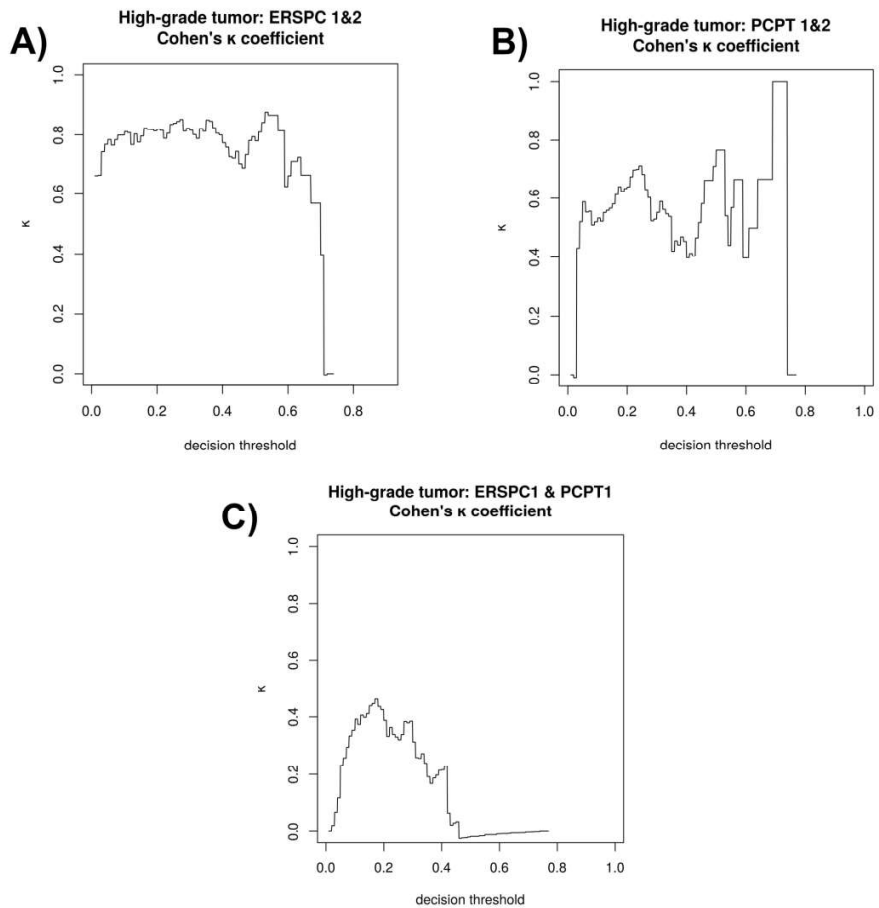 A)
High-grade tumor: ERSPC 1&2
Cohen's κ coefficient
1.0
0.8
0.6
0.4
0.2
0.0
κ
0.0 0.2 0.4 0.6 0.8
decision threshold
B)
High-grade tumor: PCPT 1&2
Cohen's κ coefficient
1.0
0.8
0.6
0.4
0.2
0.0
κ
0.0 0.2 0.4 0.6 0.8 1.0
decision threshold
C)
High-grade tumor: ERSPC1 & PCPT1
Cohen's κ coefficient
1.0
0.8
0.6
0.4
0.2
0.0
κ
0.0 0.2 0.4 0.6 0.8 1.0
decision threshold